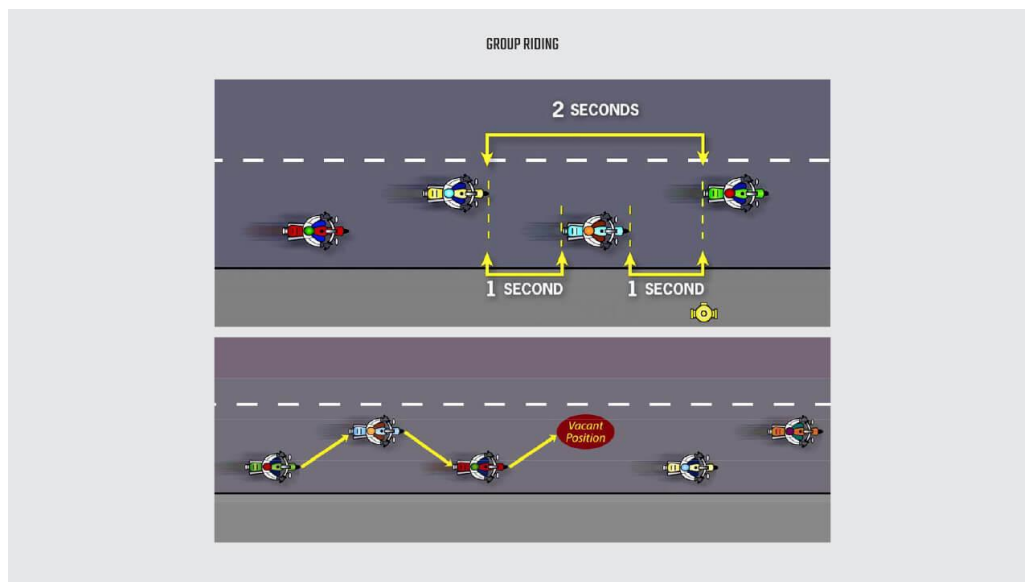 GROUP RIDING
2 SECONDS
1 SECOND
1 SECOND
Vacant
Position